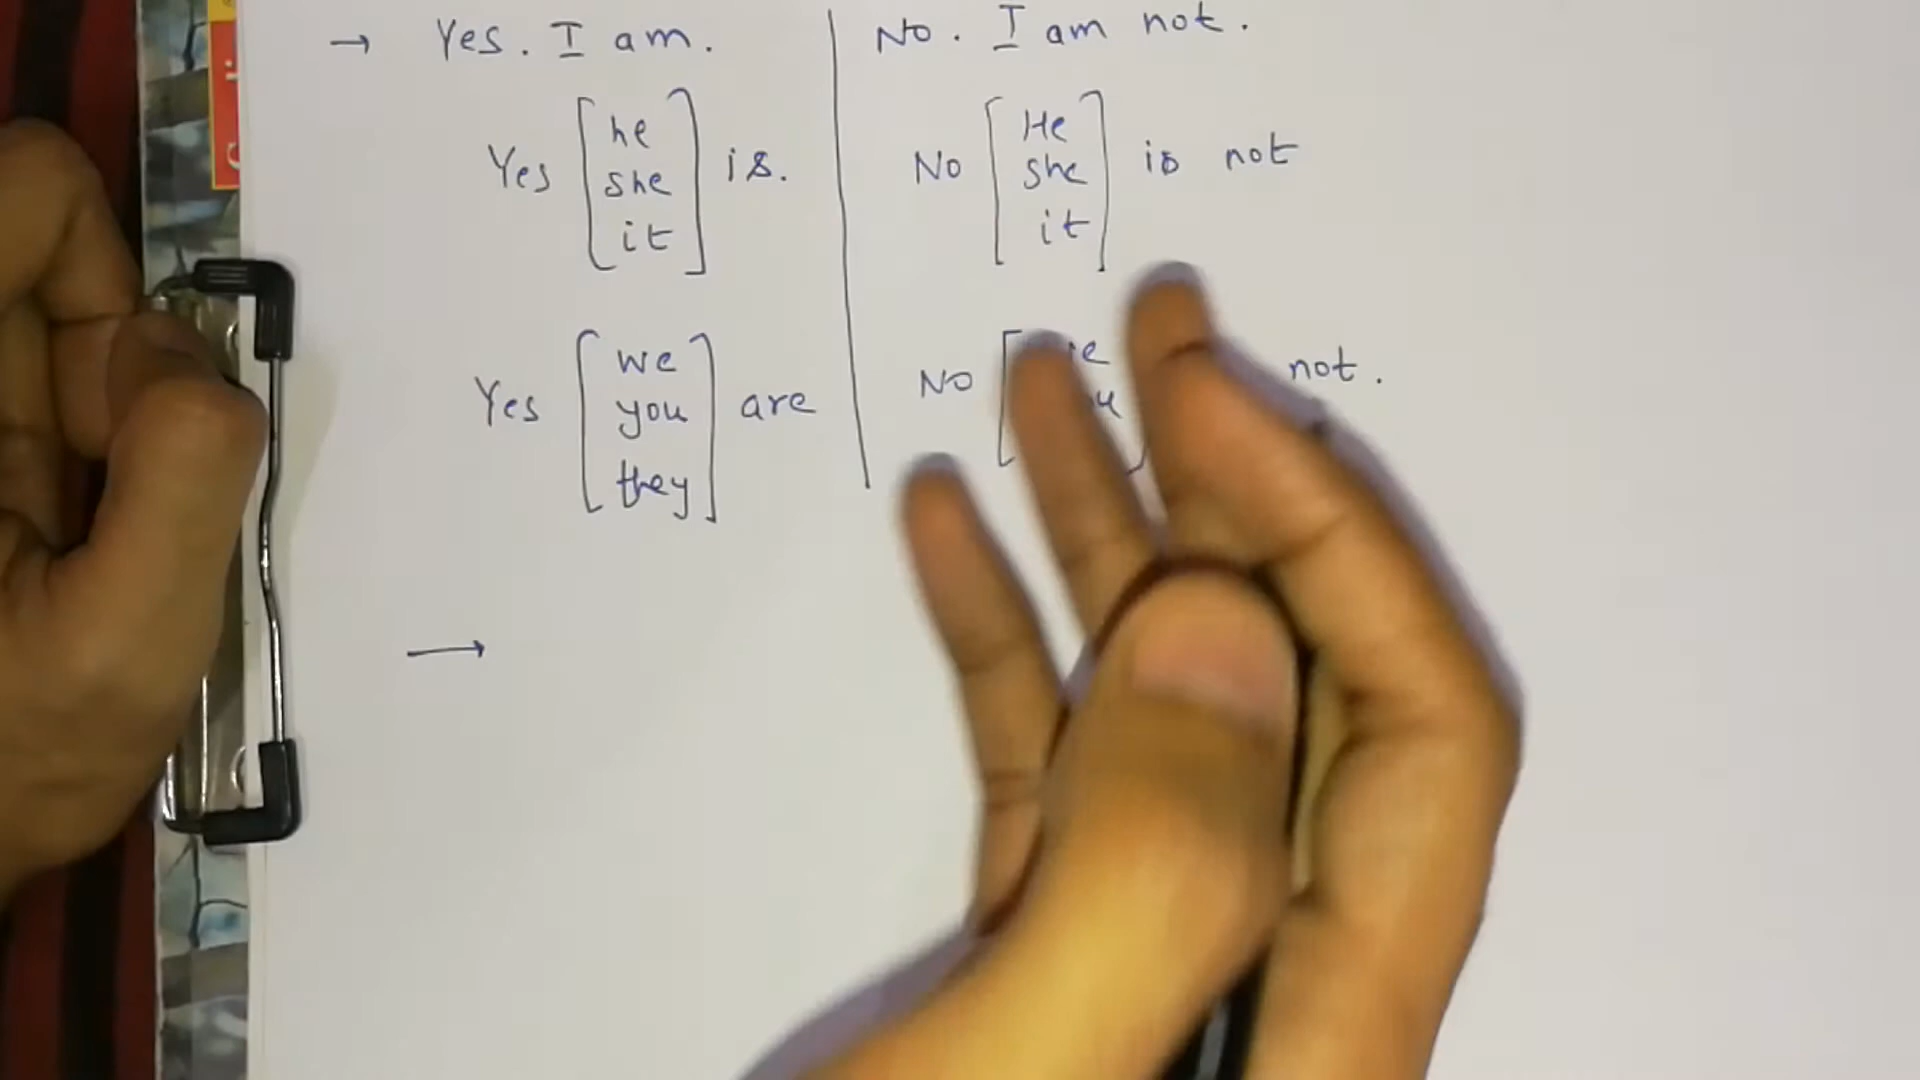 → Yes. I am.
No. I am not.
Yes [he she it] is.
No [He she it] is not
Yes [we you they] are
No not.
→